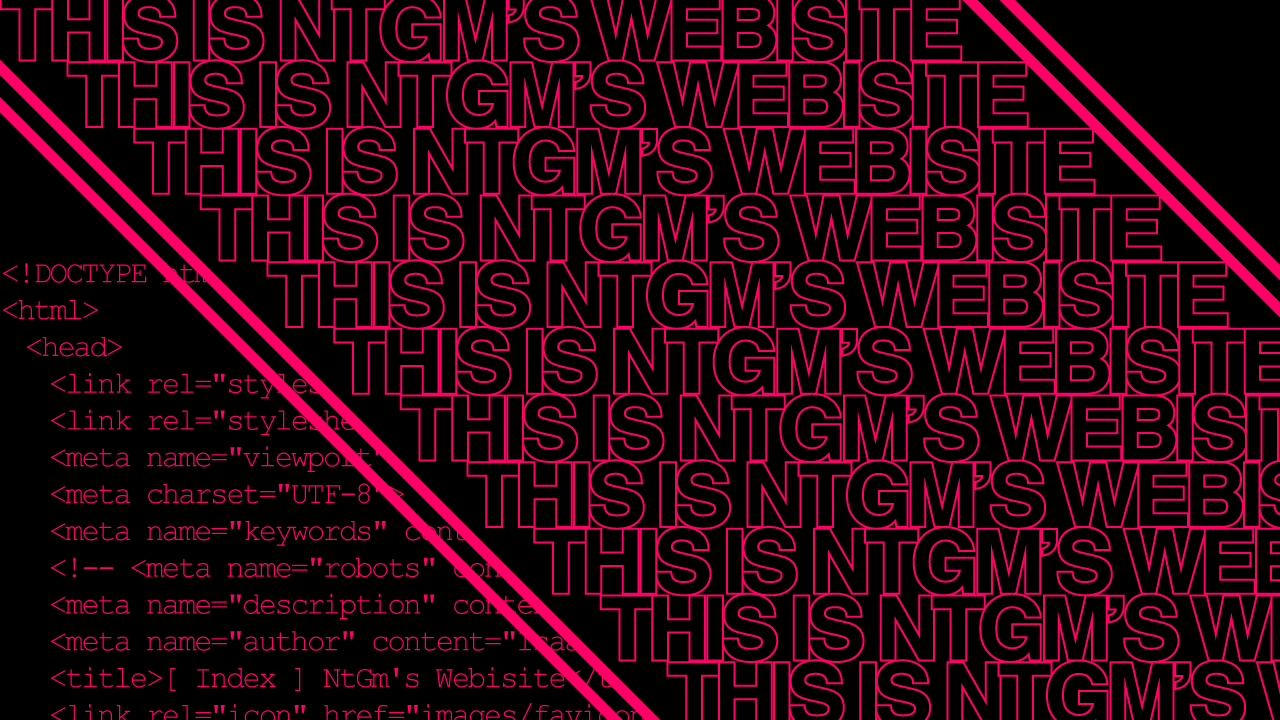 THIS IS NTGM'S WEBISITE
THIS IS NTGM'S WEBISITE
THIS IS NTGM'S WEBISITE
THIS IS NTGM'S WEBISITE
THIS IS NTGM'S WEBISITE
THIS IS NTGM'S WEBISITE
THIS IS NTGM'S WEBISIT
THIS IS NTGM'S WEBIS
THIS IS NTGM'S WEB
THIS IS NTGM'S W
THIS IS NTGM'S
<!DOCTYPE htm
<html>
<head>
<link rel="styles
<link rel="styleshe
<meta name="viewport"
<meta charset="UTF-8">
<meta name="keywords" cont
<!-- <meta name="robots" con
<meta name="description" conten
<meta name="author" content="Isaa
<title>[ Index ] NtGm's Webisite</t
<link rel="icon" href="images/favicon